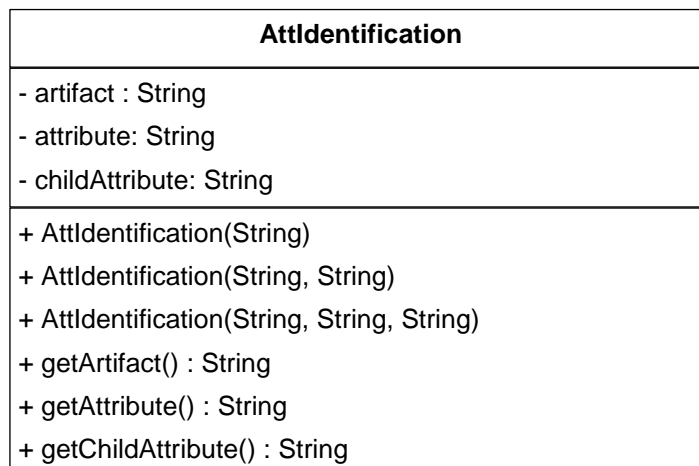 AttIdentification
- artifact : String
- attribute: String
- childAttribute: String
+ AttIdentification(String)
+ AttIdentification(String, String)
+ AttIdentification(String, String, String)
+ getArtifact() : String
+ getAttribute() : String
+ getChildAttribute() : String